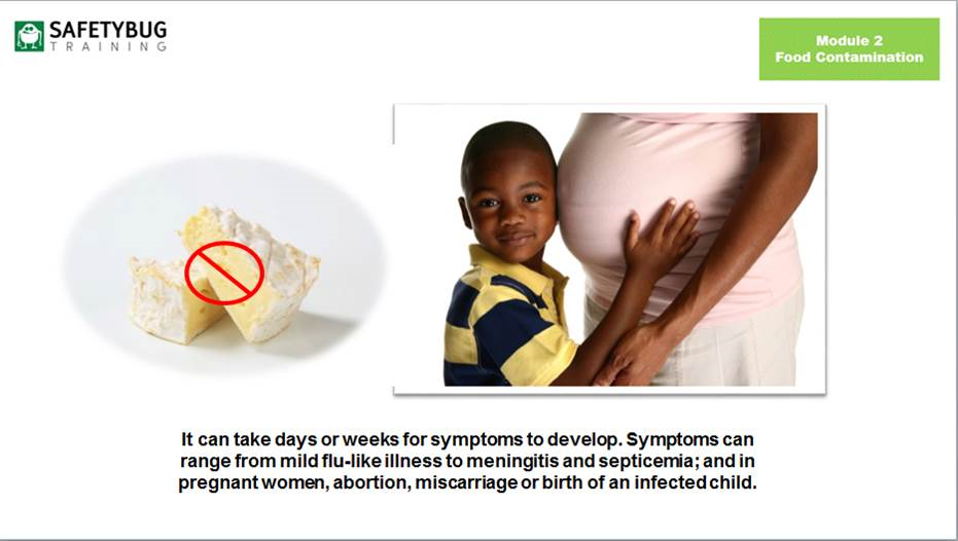 SAFETYBUG
TRAINING
Module 2
Food Contamination
It can take days or weeks for symptoms to develop. Symptoms can
range from mild flu-like illness to meningitis and septicemia; and in
pregnant women, abortion, miscarriage or birth of an infected child.